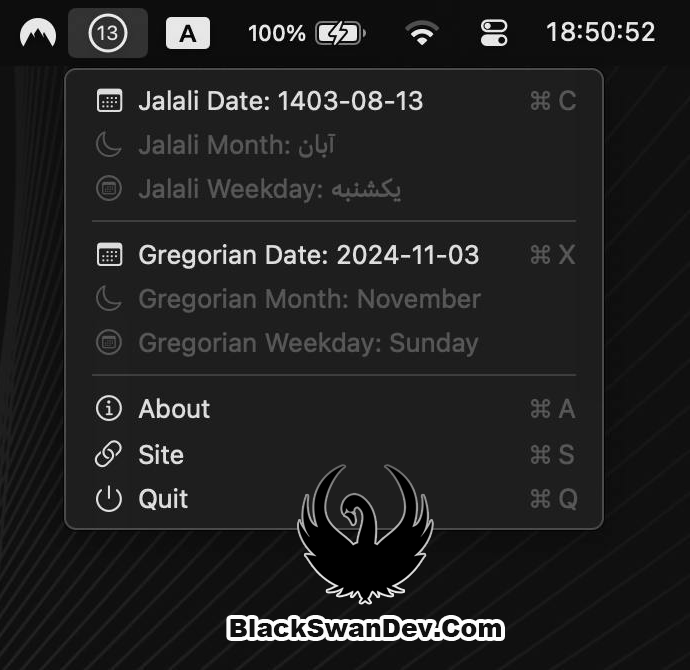 13 A 100% 18:50:52
Jalali Date: 1403-08-13 ⌘ C
Jalali Month: آبان
Jalali Weekday: یکشنبه
Gregorian Date: 2024-11-03 ⌘ X
Gregorian Month: November
Gregorian Weekday: Sunday
About ⌘ A
Site ⌘ S
Quit ⌘ Q
BlackSwanDev.Com